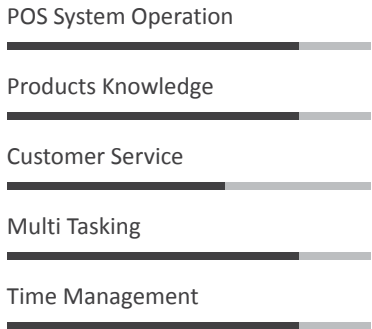 POS System Operation
Products Knowledge
Customer Service
Multi Tasking
Time Management